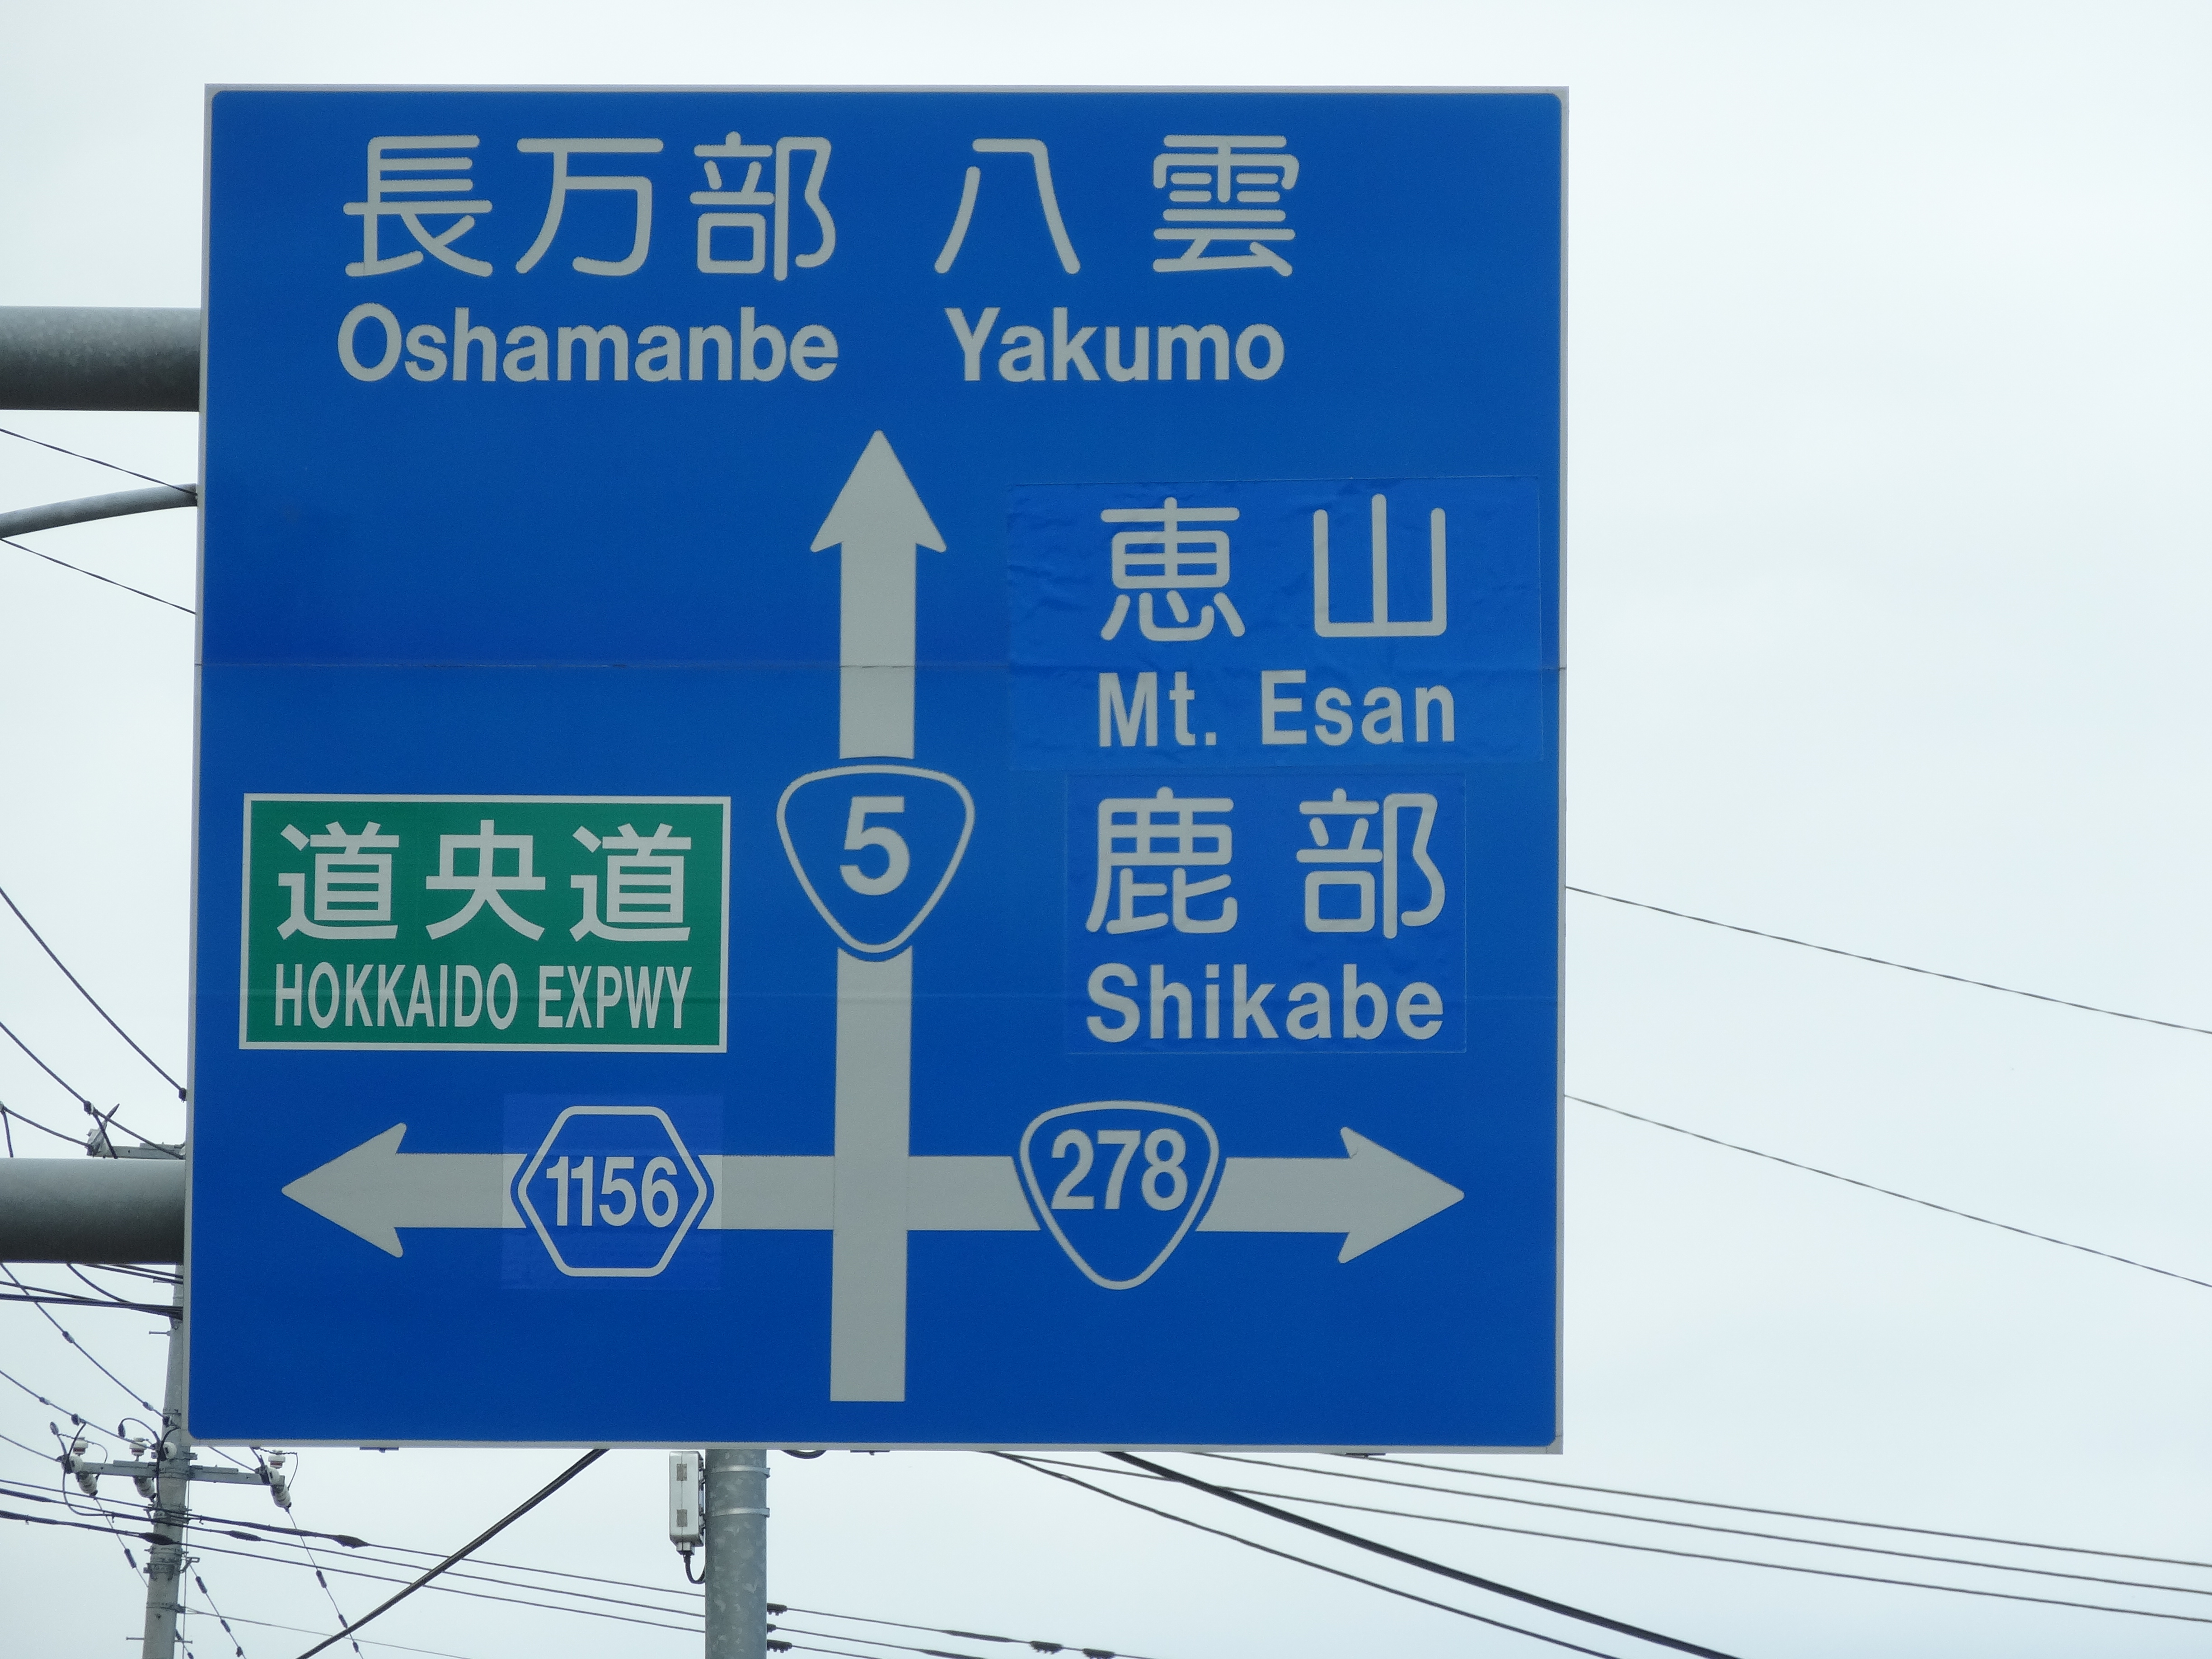 長万部 八雲
Oshamanbe Yakumo
恵山
Mt. Esan
5
鹿部
Shikabe
道央道
HOKKAIDO EXPWY
1156
278